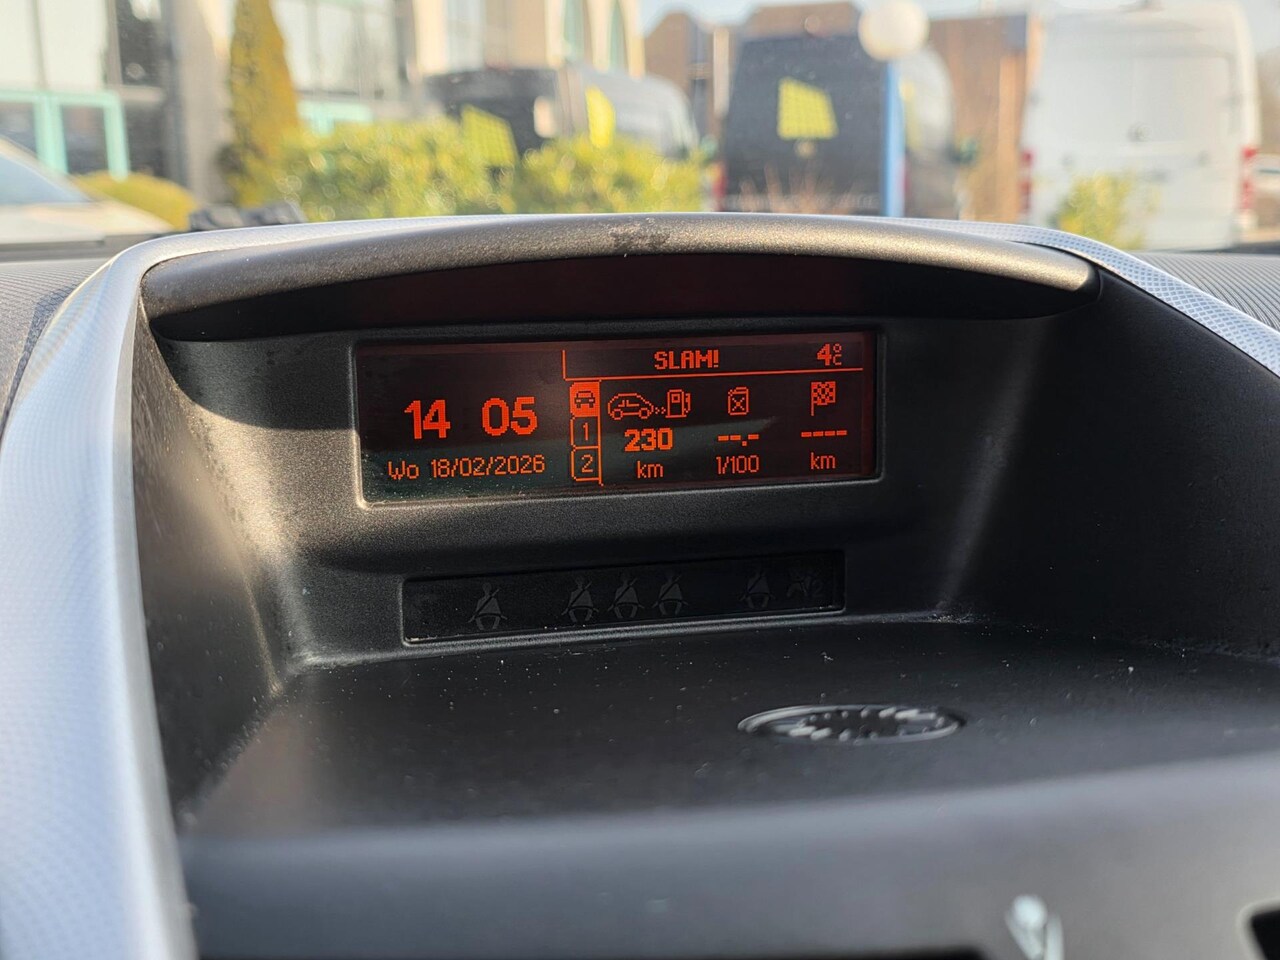 SLAM! 4°C
14 05
1
230 --.- ----
Wo 18/02/2026
2
km l/100 km